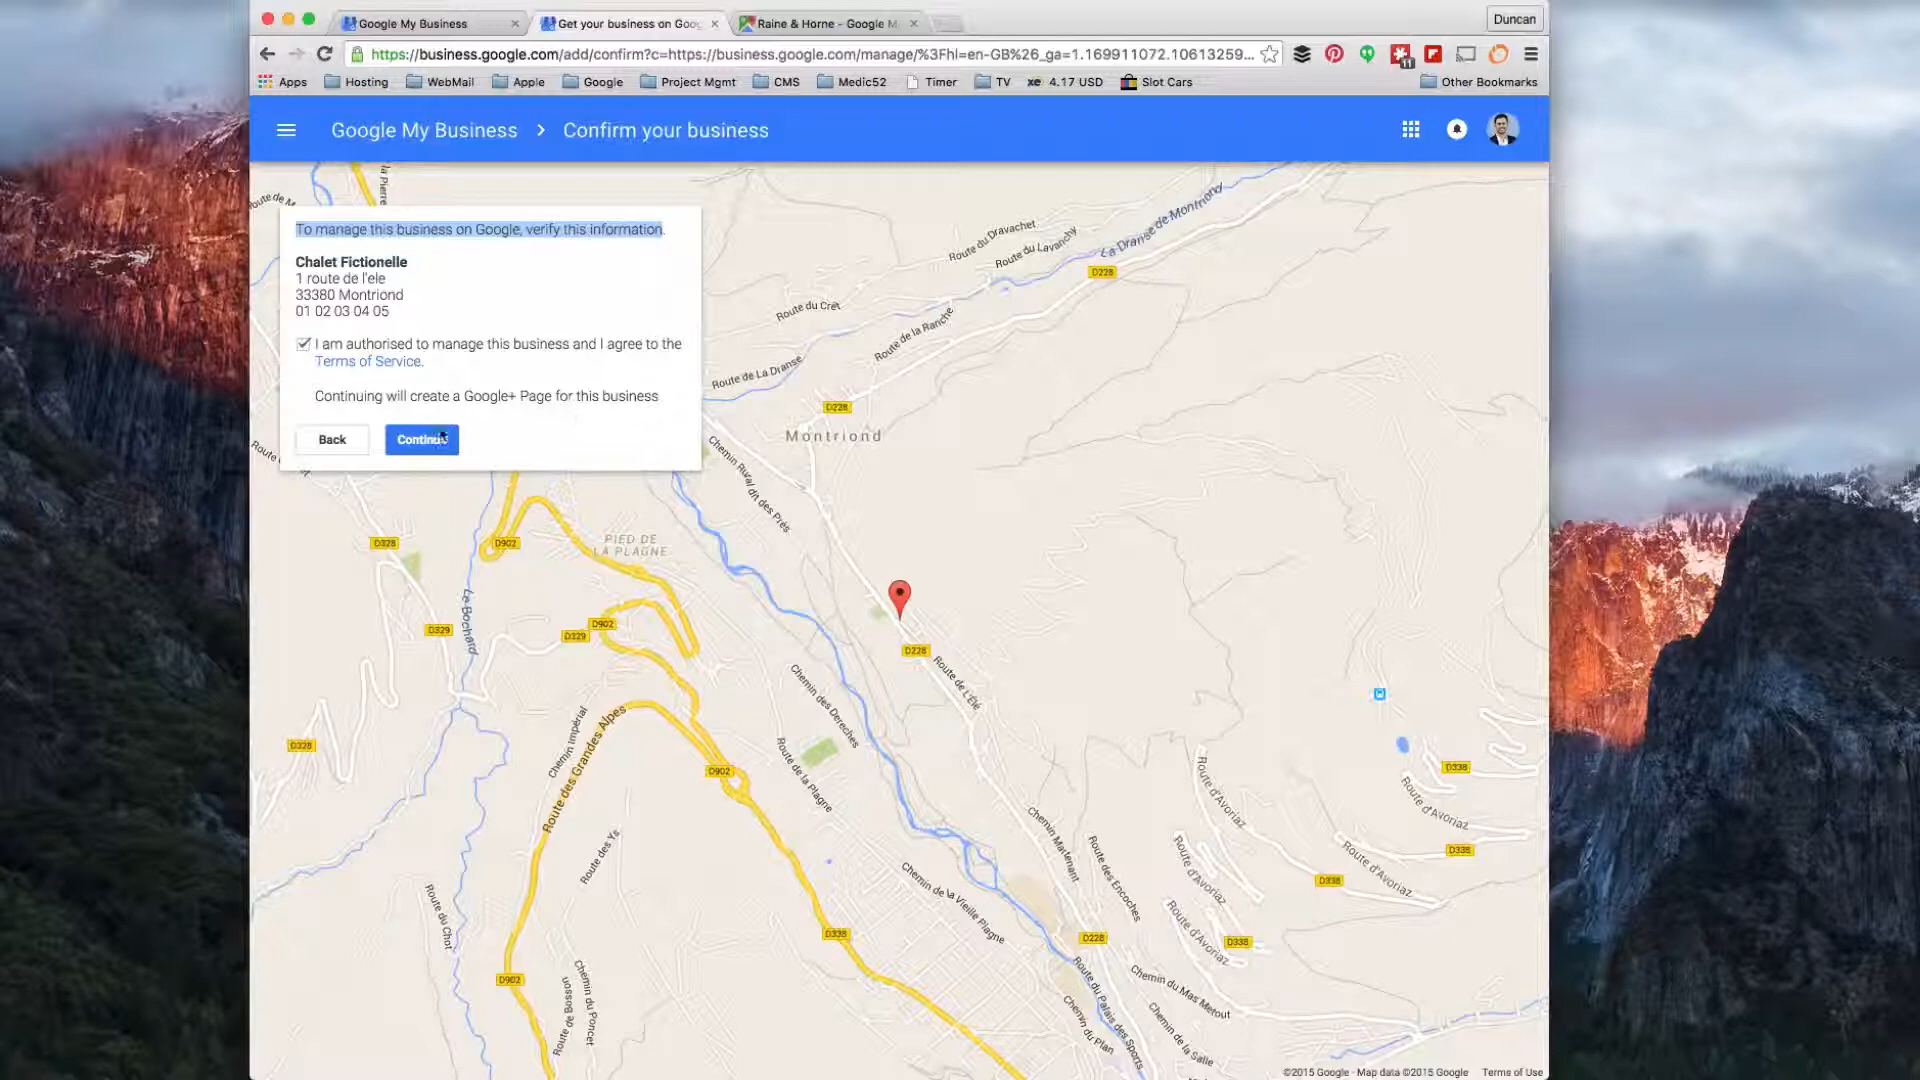 Google My Business
Get your business on Goog
Raine & Horne - Google M
Duncan
https://business.google.com/add/confirm?c=https://business.google.com/manage/%3Fhl=en-GB%26_ga=1.169911072.10613259...
11
Apps
Hosting
WebMail
Apple
Google
Project Mgmt
CMS
Medic52
Timer
TV
xe 4.17 USD
Slot Cars
Other Bookmarks
Google My Business > Confirm your business
To manage this business on Google, verify this information.
Chalet Fictionelle
1 route de l'ele
33380 Montriond
01 02 03 04 05
I am authorised to manage this business and I agree to the
Terms of Service.
Continuing will create a Google+ Page for this business
Back
Continue
La Dranse de Montriond
Route du Dravachet
Route du Lavanchy
D228
Route du Crêt
Route de la Ranche
Route de La Dranse
D228
Montriond
Chemin Rural dit des Prés
D328
D902
PIED DE
LA PLAGNE
Le Bochard
D329
D902
D329
D228
Route de L'Élé
Chemin des Dereches
Route des Grandes Alpes
Chemin Impérial
D328
D902
Route de la Plagne
Route d'Avoriaz
D338
Route d'Avoriaz
Chemin Martenant
Route des Encoches
Route d'Avoriaz
Route d'Avoriaz
D338
D338
Route des Ys
Chemin de la Vieille Plagne
Route d'Avoriaz
Route du Chot
D338
D228
D338
D902
Route de Bosson
Chemin du Poncet
Route du Palais des Sports
Chemin du Mas Metout
Chemin du Plan
Chemin de la Salle
©2015 Google - Map data ©2015 Google
Terms of Use